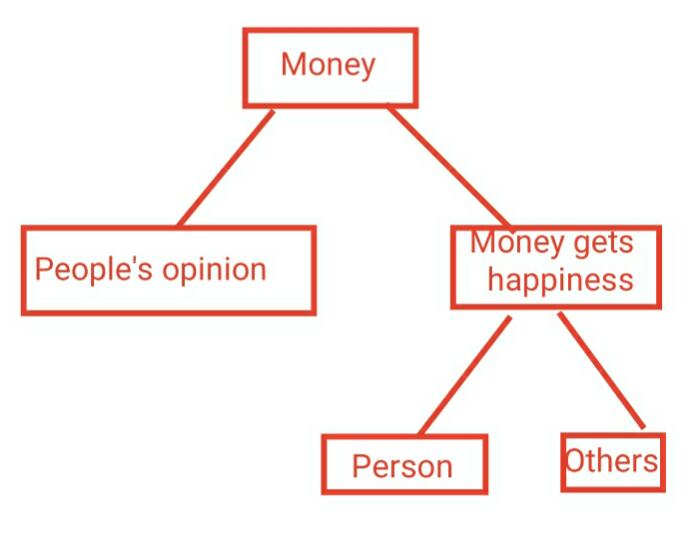 Money
People's opinion
Money gets
happiness
Person
Others